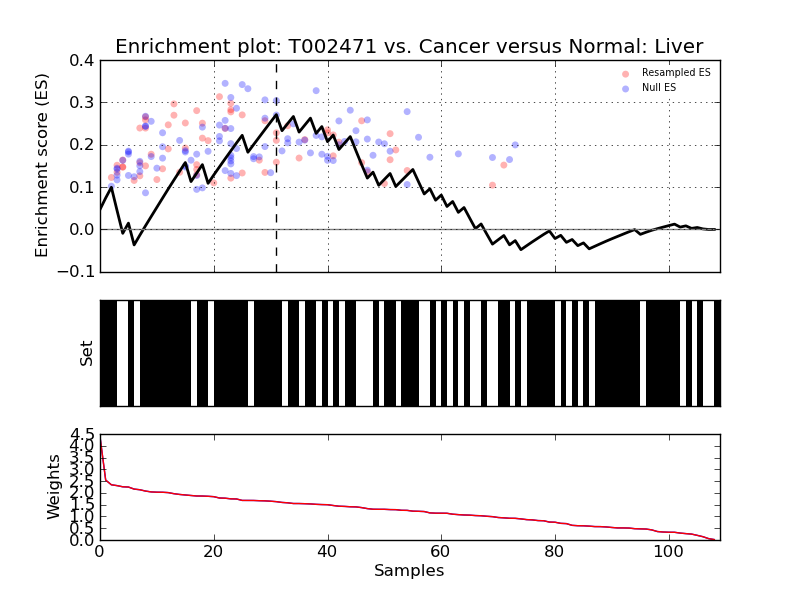 Enrichment plot: T002471 vs. Cancer versus Normal: Liver
Enrichment score (ES)
0.4
0.3
0.2
0.1
0.0
−0.1
Resampled ES
Null ES
Set
Weights
4.5
4.0
3.5
3.0
2.5
2.0
1.5
1.0
0.5
0.0
0 20 40 60 80 100
Samples